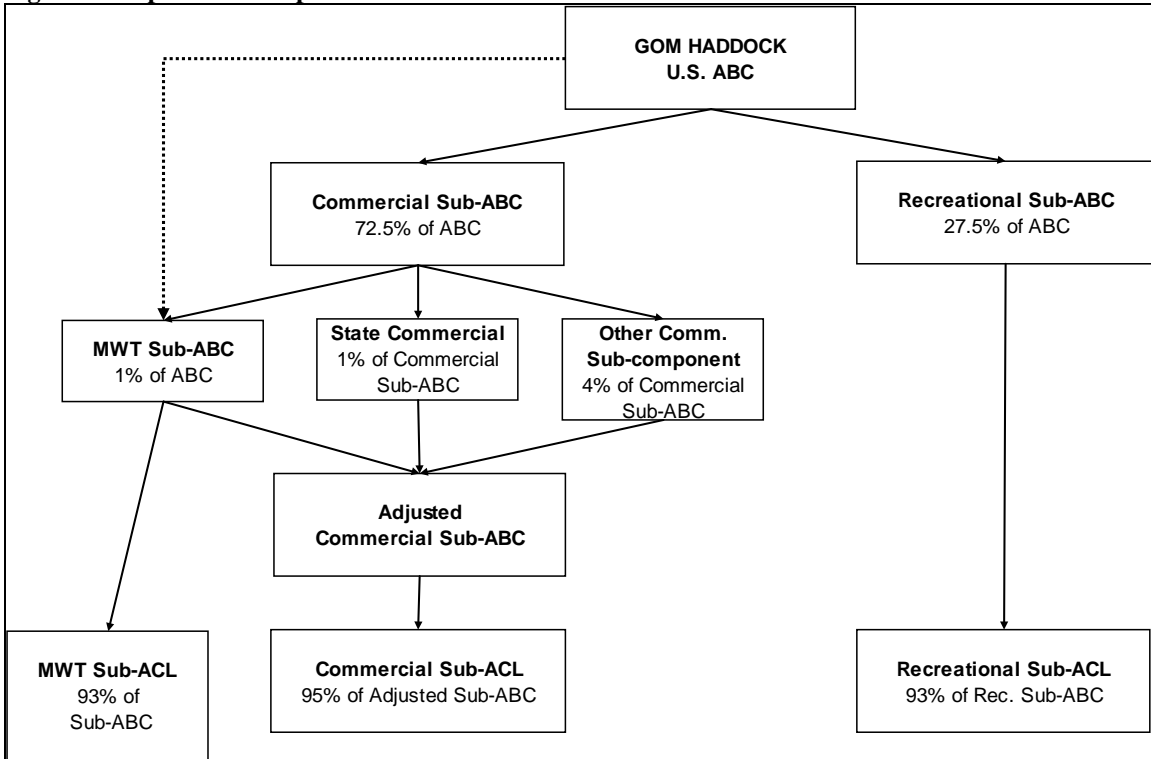 GOM HADDOCK
U.S. ABC
Commercial Sub-ABC
72.5% of ABC
Recreational Sub-ABC
27.5% of ABC
MWT Sub-ABC
1% of ABC
State Commercial
1% of Commercial
Sub-ABC
Other Comm.
Sub-component
4% of Commercial
Sub-ABC
Adjusted
Commercial Sub-ABC
MWT Sub-ACL
93% of
Sub-ABC
Commercial Sub-ACL
95% of Adjusted Sub-ABC
Recreational Sub-ACL
93% of Rec. Sub-ABC